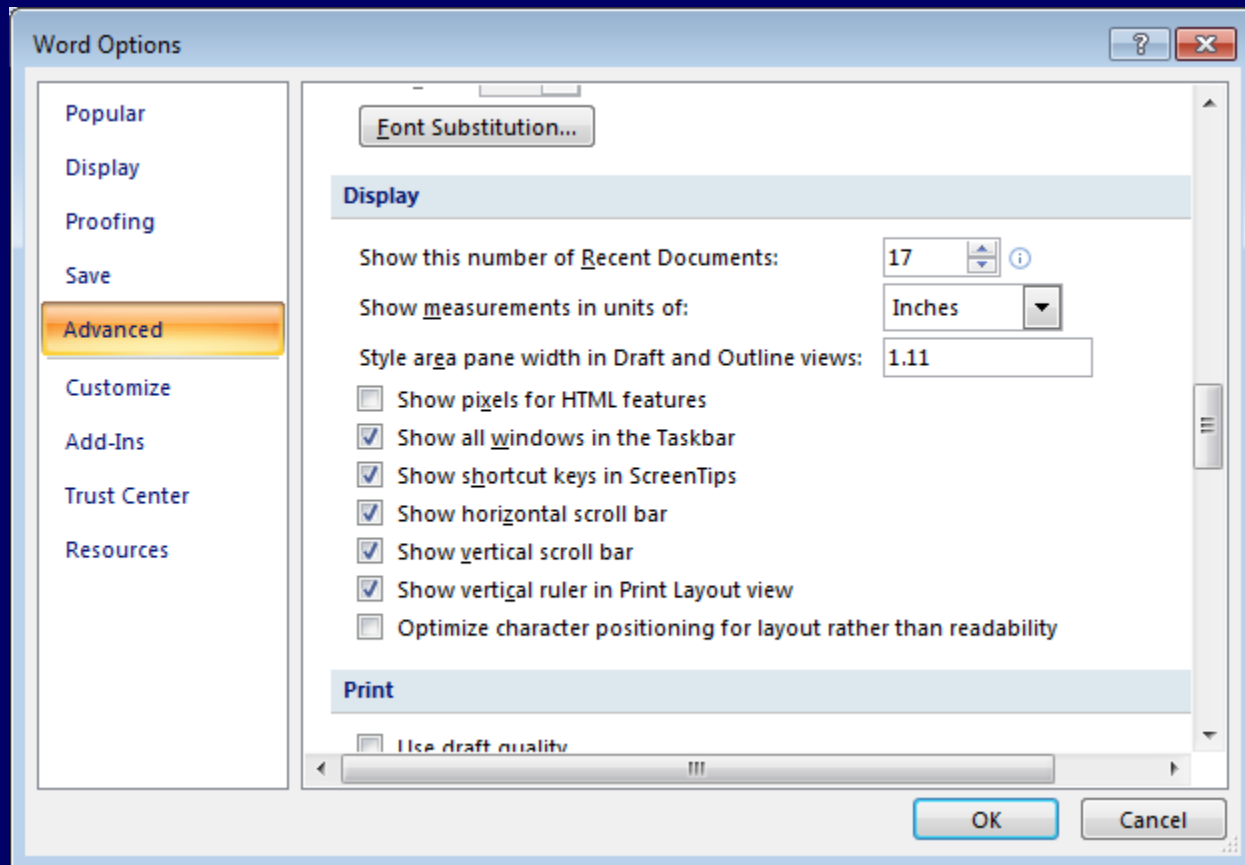 Word Options
Popular
Display
Proofing
Save
Advanced
Customize
Add-Ins
Trust Center
Resources
Font Substitution...
Display
Show this number of Recent Documents: 17
Show measurements in units of: Inches
Style area pane width in Draft and Outline views: 1.11
Show pixels for HTML features
Show all windows in the Taskbar
Show shortcut keys in ScreenTips
Show horizontal scroll bar
Show vertical scroll bar
Show vertical ruler in Print Layout view
Optimize character positioning for layout rather than readability
Print
Use draft quality
OK Cancel